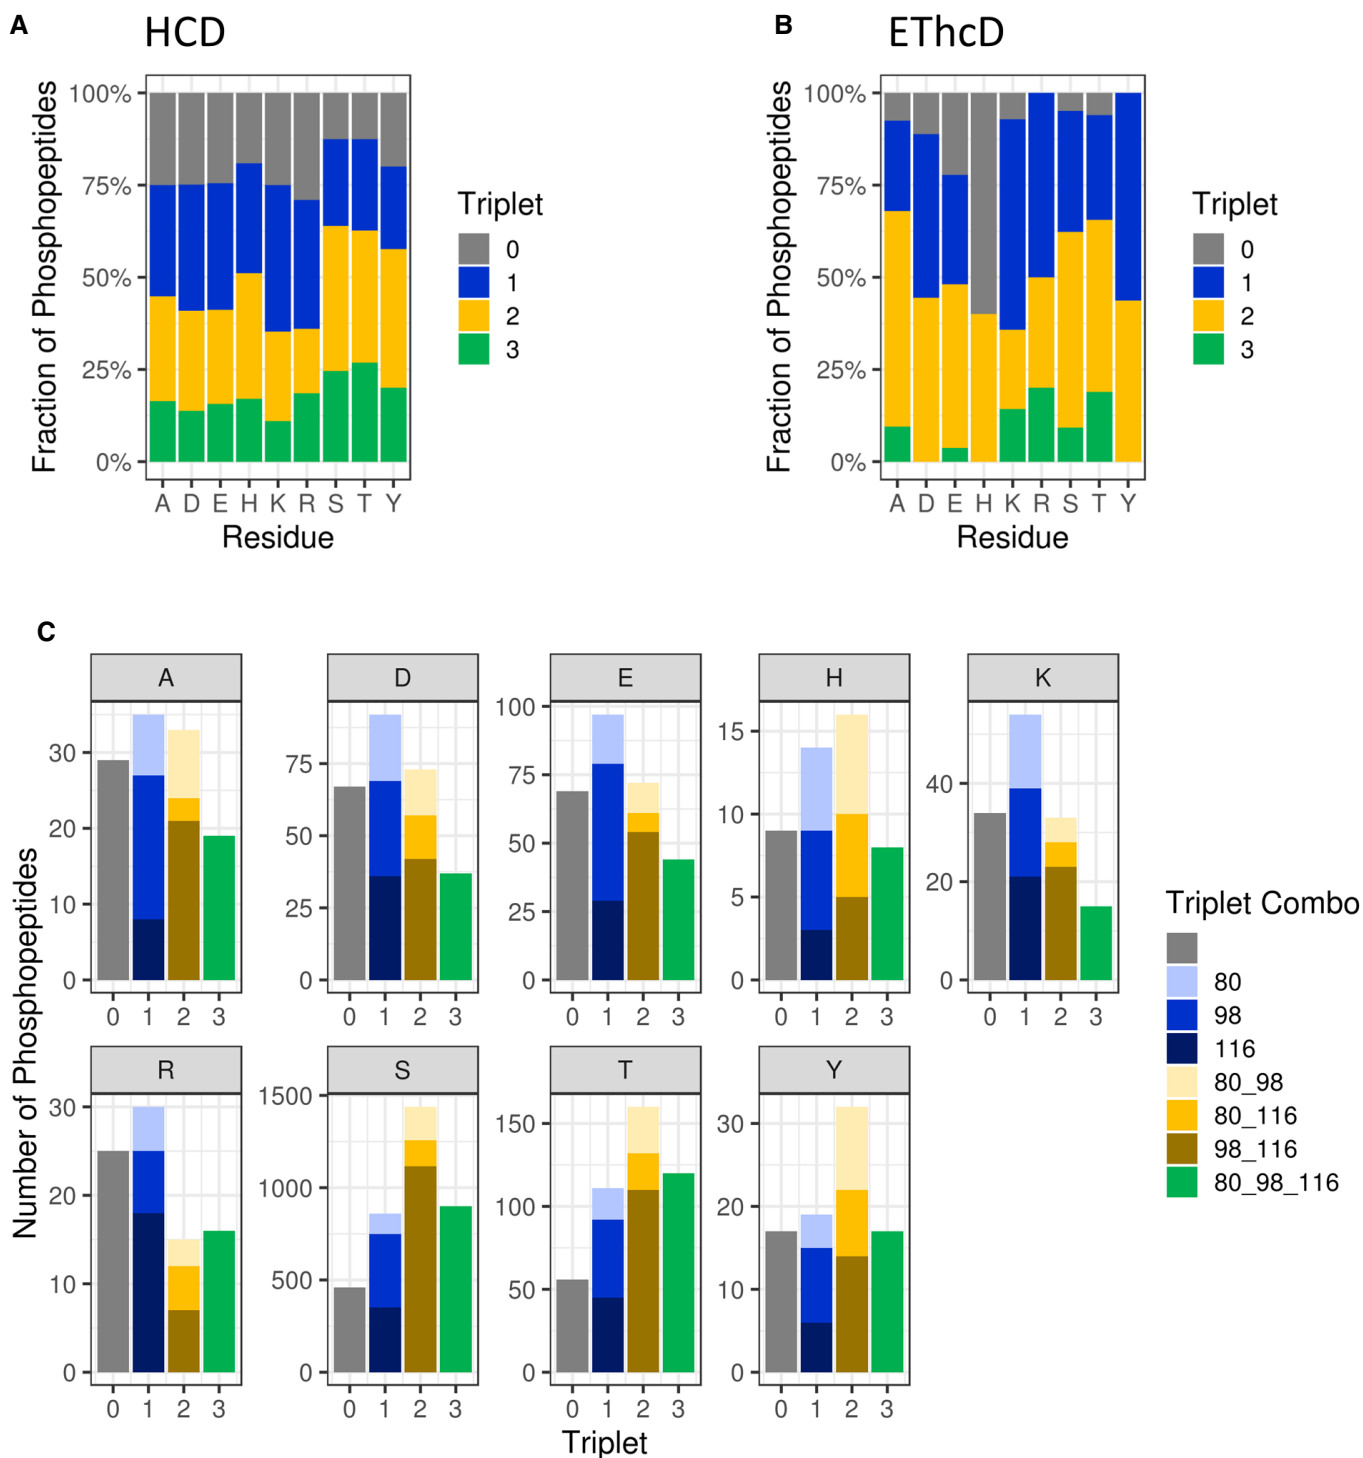 A HCD
B EThcD
Fraction of Phosphopeptides
100%
75%
50%
25%
0%
A D E H K R S T Y
Residue
Triplet
0
1
2
3
Fraction of Phosphopeptides
100%
75%
50%
25%
0%
A D E H K R S T Y
Residue
Triplet
0
1
2
3
C
Number of Phosphopeptides
A
30
20
10
0
0 1 2 3
D
75
50
25
0
0 1 2 3
E
100
75
50
25
0
0 1 2 3
H
15
10
5
0
0 1 2 3
K
40
20
0
0 1 2 3
R
30
20
10
0
0 1 2 3
S
1500
1000
500
0
0 1 2 3
T
150
100
50
0
0 1 2 3
Y
30
20
10
0
0 1 2 3
Triplet
Triplet Combo
80
98
116
80_98
80_116
98_116
80_98_116